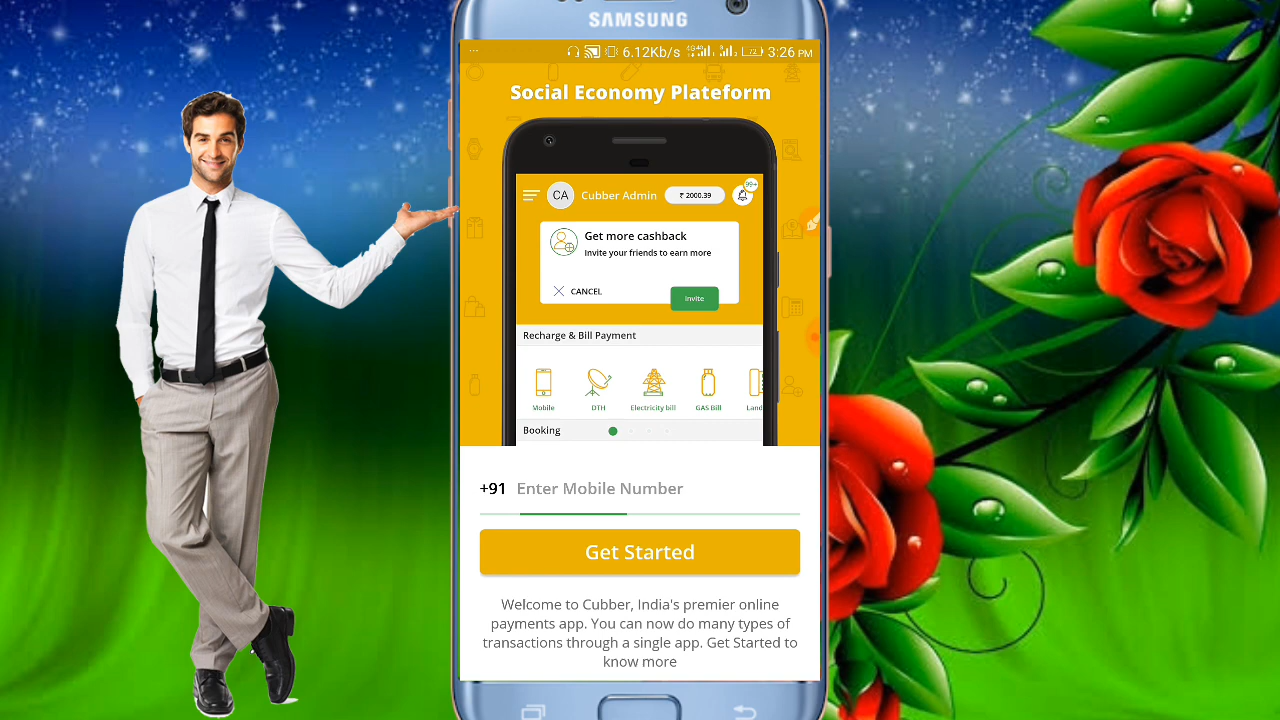 SAMSUNG
6.12Kb/s
3:26 PM
Social Economy Plateform
CA
Cubber Admin
₹ 2000.39
99+
Get more cashback
Invite your friends to earn more
CANCEL
Invite
Recharge & Bill Payment
Mobile
DTH
Electricity bill
GAS Bill
Land
Booking
+91 Enter Mobile Number
Get Started
Welcome to Cubber, India's premier online
payments app. You can now do many types of
transactions through a single app. Get Started to
know more